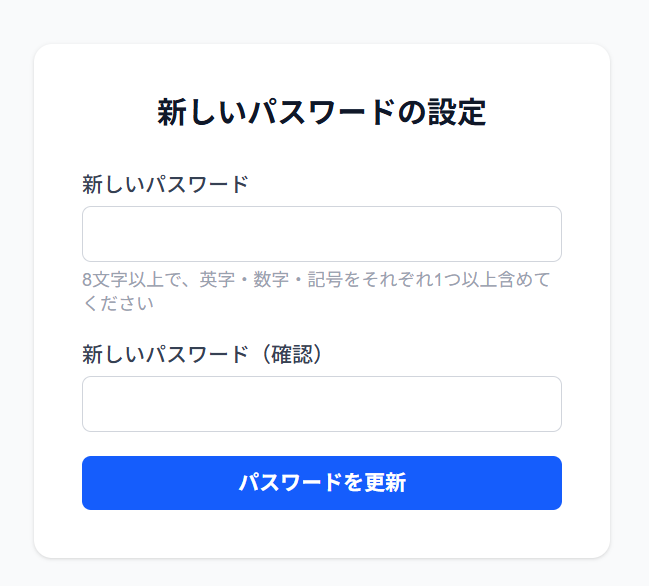 新しいパスワードの設定
新しいパスワード
8文字以上で、英字・数字・記号をそれぞれ1つ以上含めて
ください
新しいパスワード（確認）
パスワードを更新